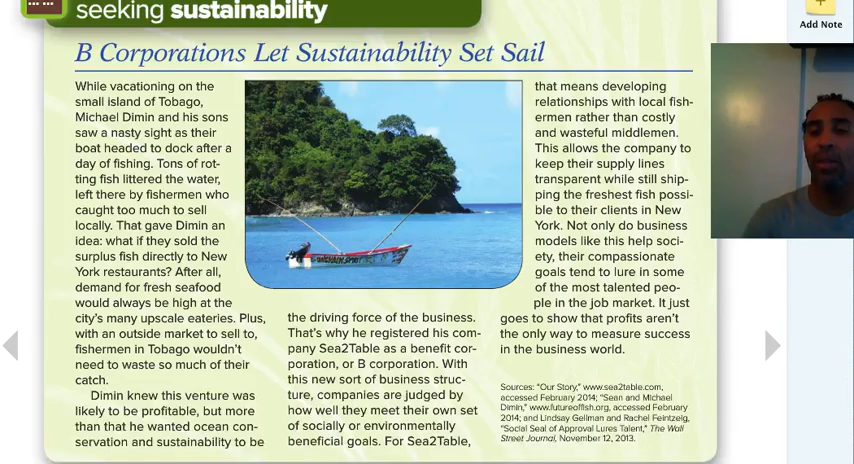 seeking sustainability
Add Note
B Corporations Let Sustainability Set Sail
While vacationing on the
small island of Tobago,
Michael Dimin and his sons
saw a nasty sight as their
boat headed to dock after a
day of fishing. Tons of rot-
ting fish littered the water,
left there by fishermen who
caught too much to sell
locally. That gave Dimin an
idea: what if they sold the
surplus fish directly to New
York restaurants? After all,
demand for fresh seafood
would always be high at the
city's many upscale eateries. Plus,
with an outside market to sell to,
fishermen in Tobago wouldn't
need to waste so much of their
catch.
Dimin knew this venture was
likely to be profitable, but more
than that he wanted ocean con-
servation and sustainability to be
the driving force of the business.
That's why he registered his com-
pany Sea2Table as a benefit cor-
poration, or B corporation. With
this new sort of business struc-
ture, companies are judged by
how well they meet their own set
of socially or environmentally
beneficial goals. For Sea2Table,
that means developing
relationships with local fish-
ermen rather than costly
and wasteful middlemen.
This allows the company to
keep their supply lines
transparent while still ship-
ping the freshest fish possi-
ble to their clients in New
York. Not only do business
models like this help soci-
ety, their compassionate
goals tend to lure in some
of the most talented peo-
ple in the job market. It just
goes to show that profits aren't
the only way to measure success
in the business world.
Sources: "Our Story," www.sea2table.com,
accessed February 2014; "Sean and Michael
Dimin," www.futureoffish.org, accessed February
2014; and Lindsay Gellman and Rachel Feintzeig,
"Social Seal of Approval Lures Talent," The Wall
Street Journal, November 12, 2013.